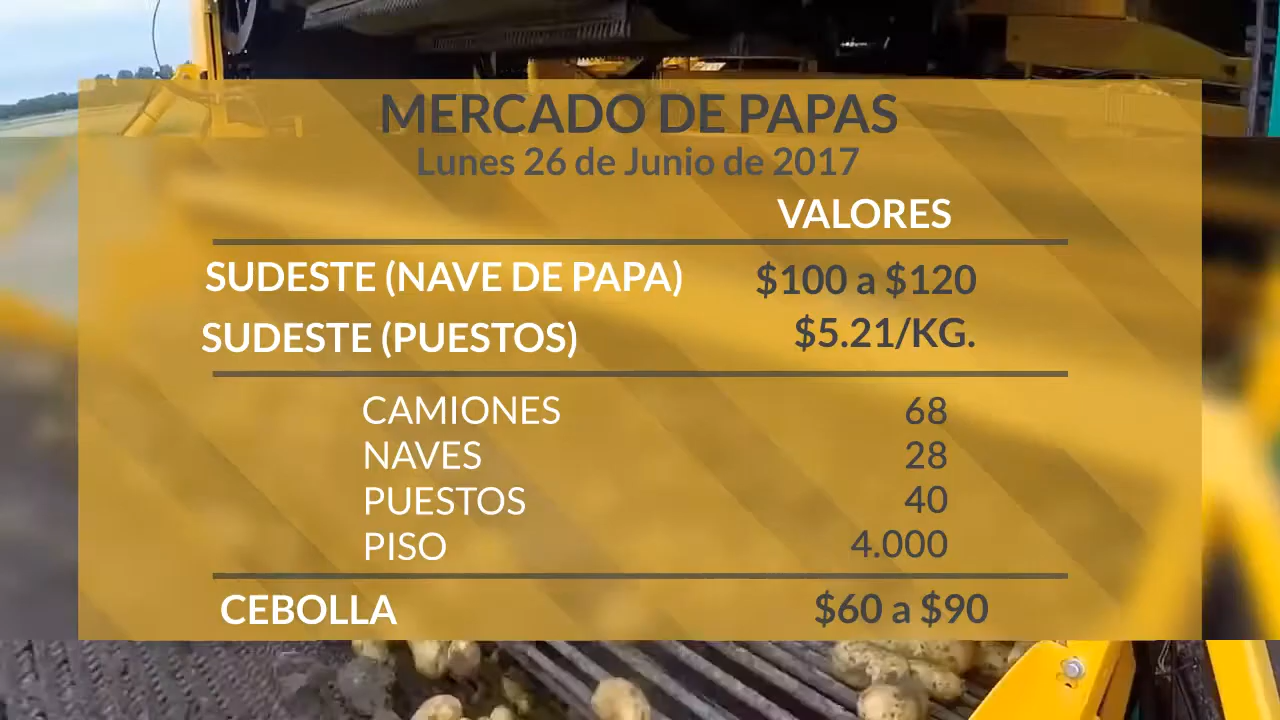 MERCADO DE PAPAS
Lunes 26 de Junio de 2017
VALORES
SUDESTE (NAVE DE PAPA) $100 a $120
SUDESTE (PUESTOS) $5.21/KG.
CAMIONES 68
NAVES 28
PUESTOS 40
PISO 4.000
CEBOLLA $60 a $90